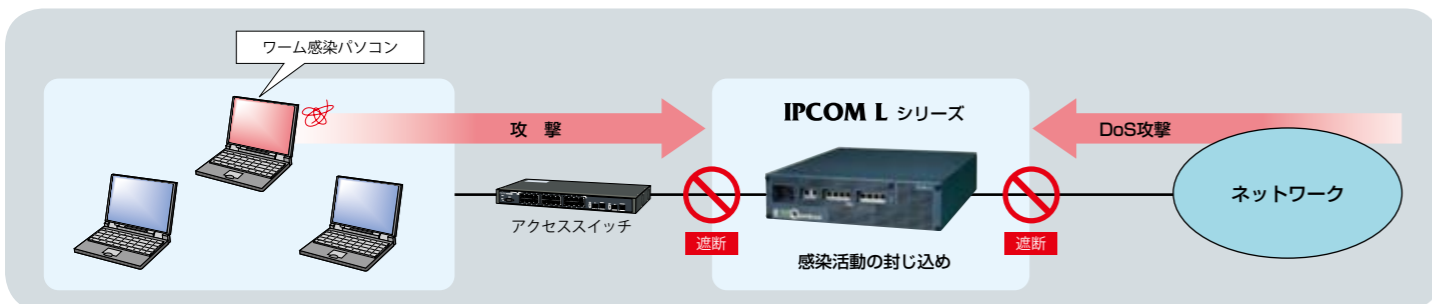 ワーム感染パソコン
攻 撃
アクセススイッチ
遮断
IPCOM L シリーズ
感染活動の封じ込め
遮断
DoS攻撃
ネットワーク